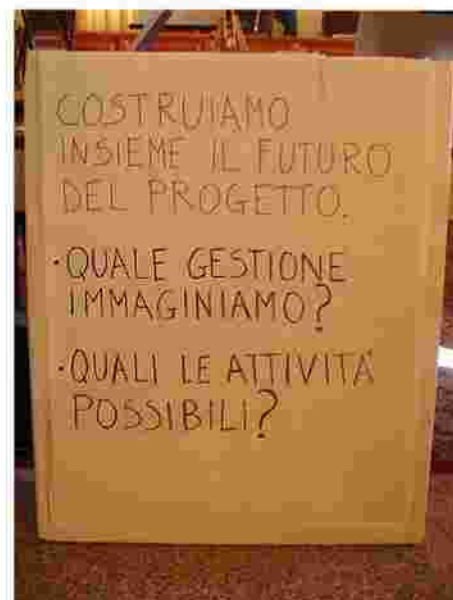 COSTRUIAMO
INSIEME IL FUTURO
DEL PROGETTO.
·QUALE GESTIONE
IMMAGINIAMO?
·QUALI LE ATTIVITÀ
POSSIBILI?